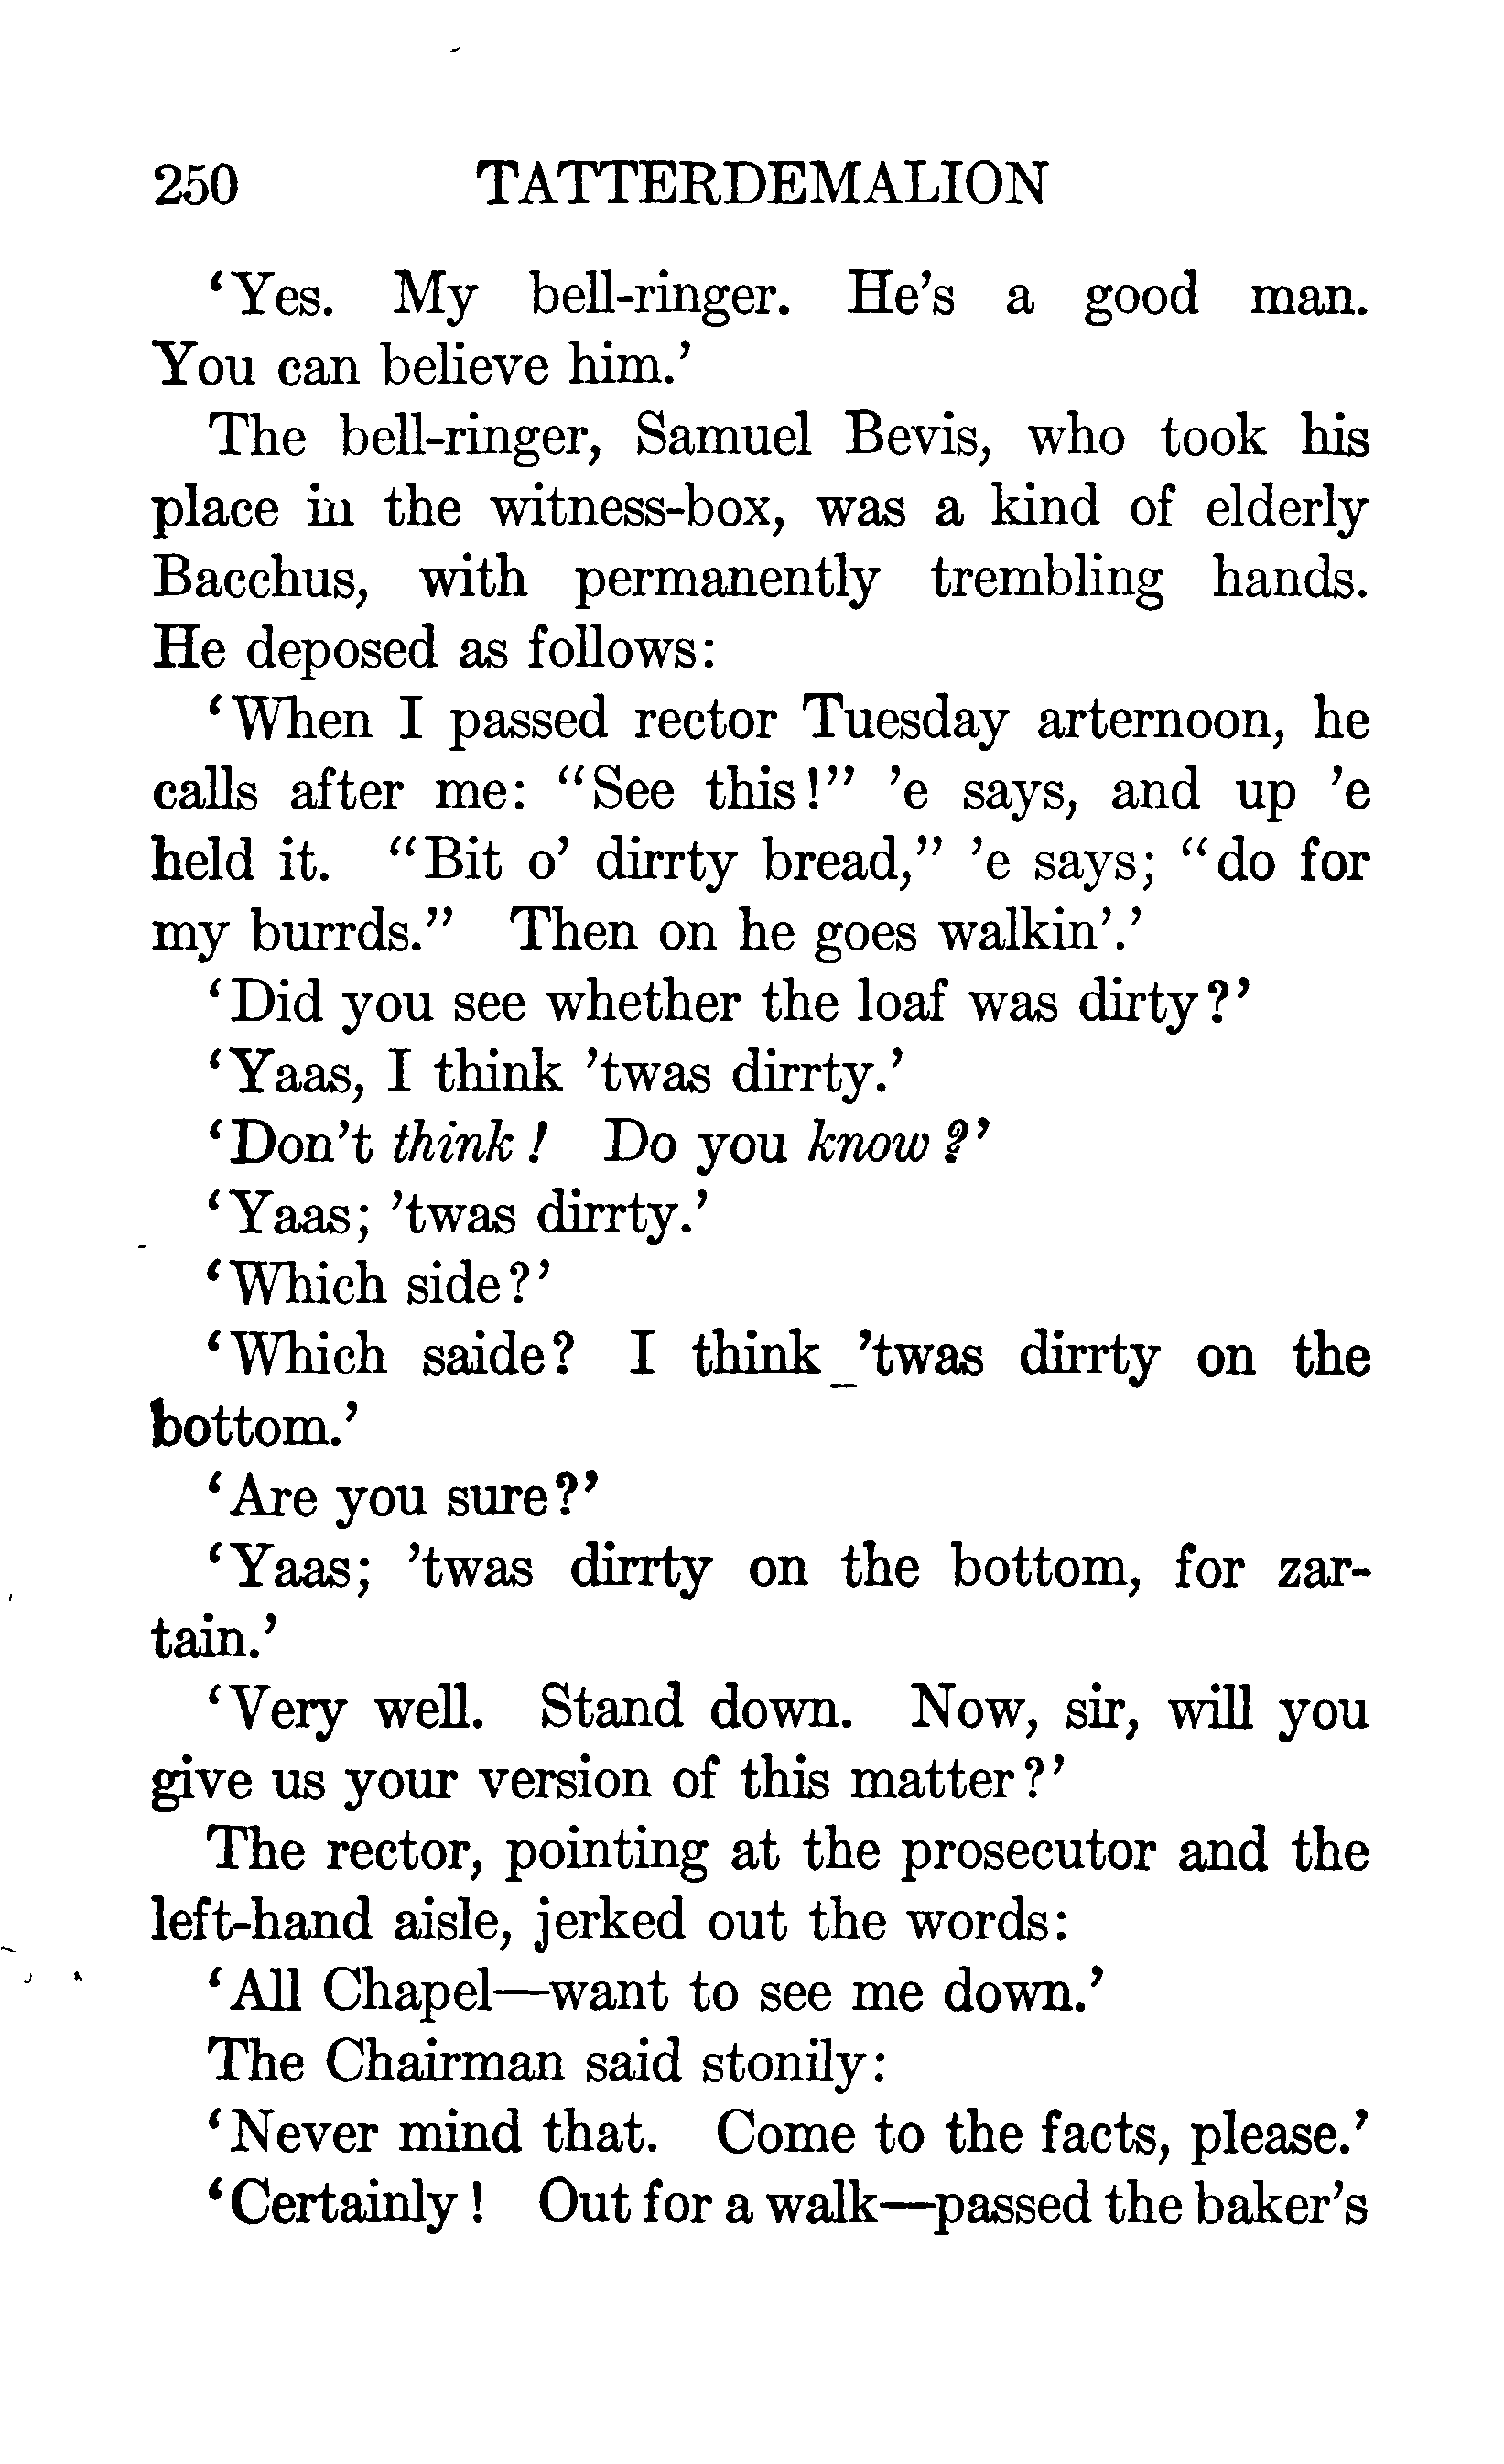 250 TATTERDEMALION
‘Yes. My bell-ringer. He’s a good man.
You can believe him.’
The bell-ringer, Samuel Bevis, who took his
place in the witness-box, was a kind of elderly
Bacchus, with permanently trembling hands.
He deposed as follows:
‘When I passed rector Tuesday arternoon, he
calls after me: “See this!” ’e says, and up ’e
held it. “Bit o’ dirrty bread,” ’e says; “do for
my burrds.” Then on he goes walkin’.’
‘Did you see whether the loaf was dirty?’
‘Yaas, I think ’twas dirrty.’
‘Don’t think! Do you know?’
‘Yaas; ’twas dirrty.’
‘Which side?’
‘Which saide? I think ’twas dirrty on the
bottom.’
‘Are you sure?’
‘Yaas; ’twas dirrty on the bottom, for zar-
tain.’
‘Very well. Stand down. Now, sir, will you
give us your version of this matter?’
The rector, pointing at the prosecutor and the
left-hand aisle, jerked out the words:
‘All Chapel—want to see me down.’
The Chairman said stonily:
‘Never mind that. Come to the facts, please.’
‘Certainly! Out for a walk—passed the baker’s